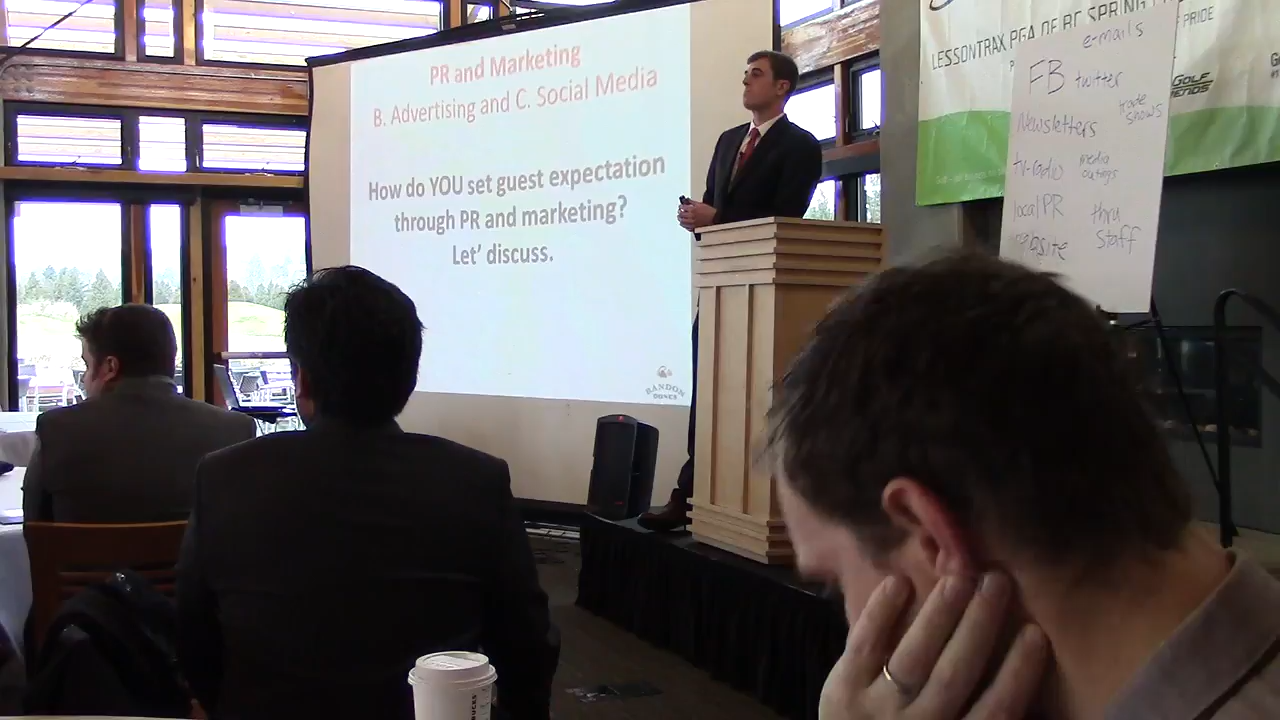 PR and Marketing
B. Advertising and C. Social Media
How do YOU set guest expectation
through PR and marketing?
Let' discuss.
BANDON
DUNES
LESSONTRAX PGA OF BC SPRING
PRIDE
GOLF
e-mails
FB twitter
trade
shows
Newsletters
tv-radio
media
outings
local PR
thru
staff